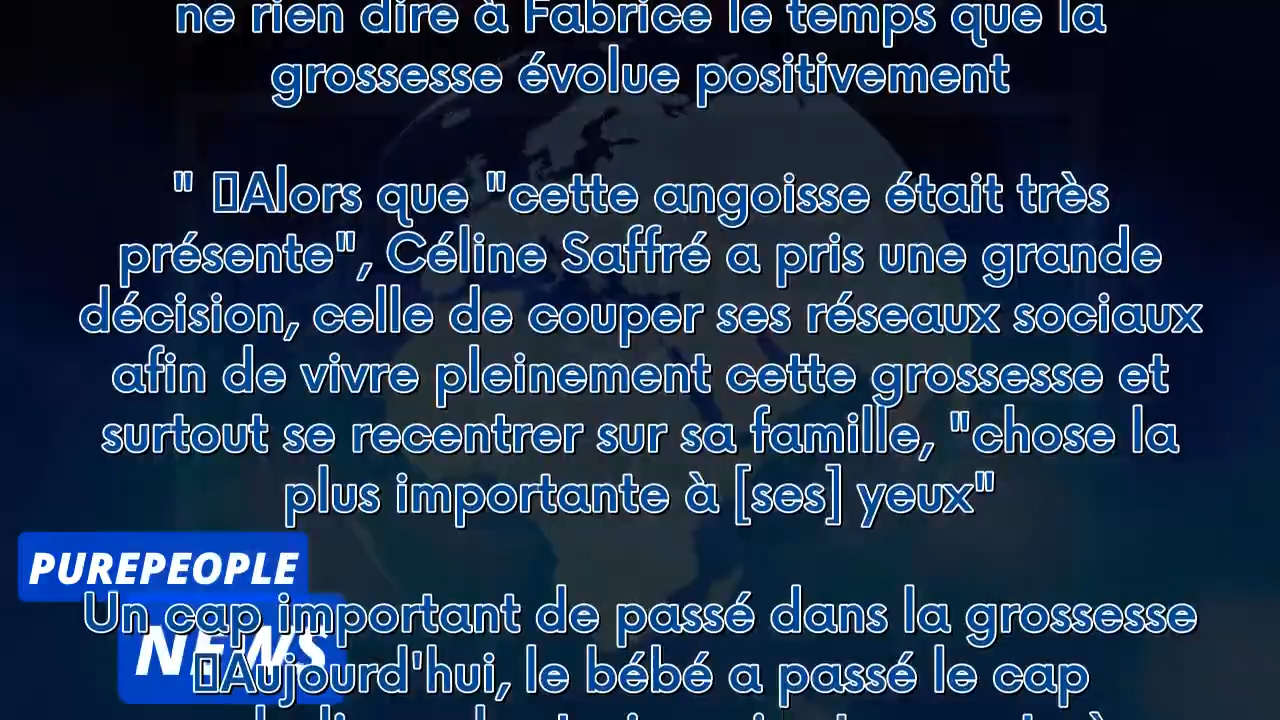 ne rien dire à Fabrice le temps que la
grossesse évolue positivement
" Alors que "cette angoisse était très
présente", Céline Saffré a pris une grande
décision, celle de couper ses réseaux sociaux
afin de vivre pleinement cette grossesse et
surtout se recentrer sur sa famille, "chose la
plus importante à [ses] yeux"
PUREPEOPLE
NEWS
Un cap important de passé dans la grossesse
Aujourd'hui, le bébé a passé le cap